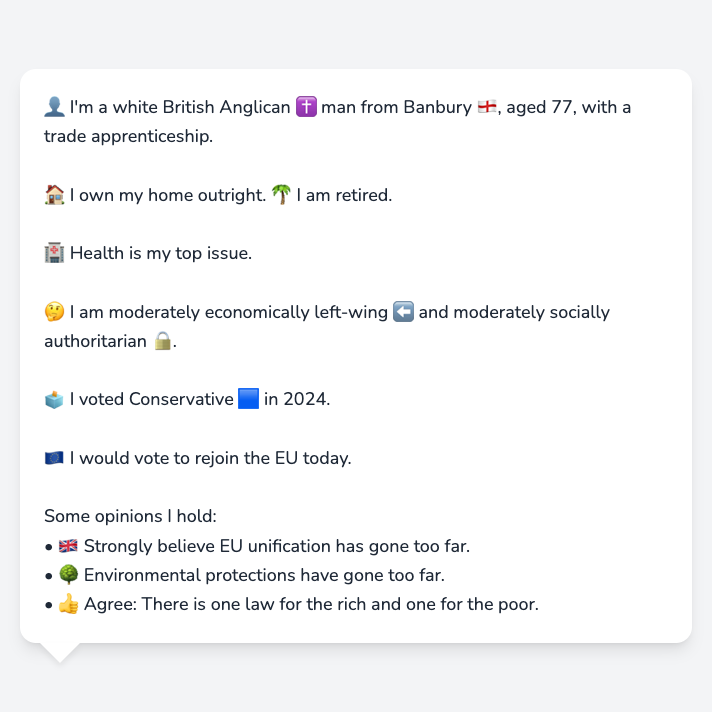 👤 I'm a white British Anglican ✝️ man from Banbury 🏴󠁧󠁢󠁥󠁮󠁧󠁿, aged 77, with a
trade apprenticeship.
🏠 I own my home outright. 🌴 I am retired.
🏥 Health is my top issue.
🤔 I am moderately economically left-wing ⬅️ and moderately socially
authoritarian 🔒.
🗳️ I voted Conservative 🟦 in 2024.
🇪🇺 I would vote to rejoin the EU today.
Some opinions I hold:
• 🇬🇧 Strongly believe EU unification has gone too far.
• 🌳 Environmental protections have gone too far.
• 👍 Agree: There is one law for the rich and one for the poor.